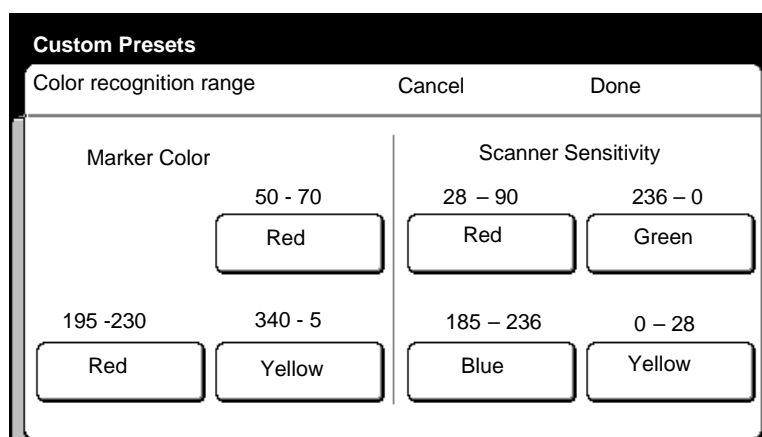 Custom Presets
Color recognition range Cancel Done
Marker Color
Scanner Sensitivity
50 - 70
Red
195 -230
340 - 5
Red
Yellow
28 – 90
236 – 0
Red
Green
185 – 236
0 – 28
Blue
Yellow